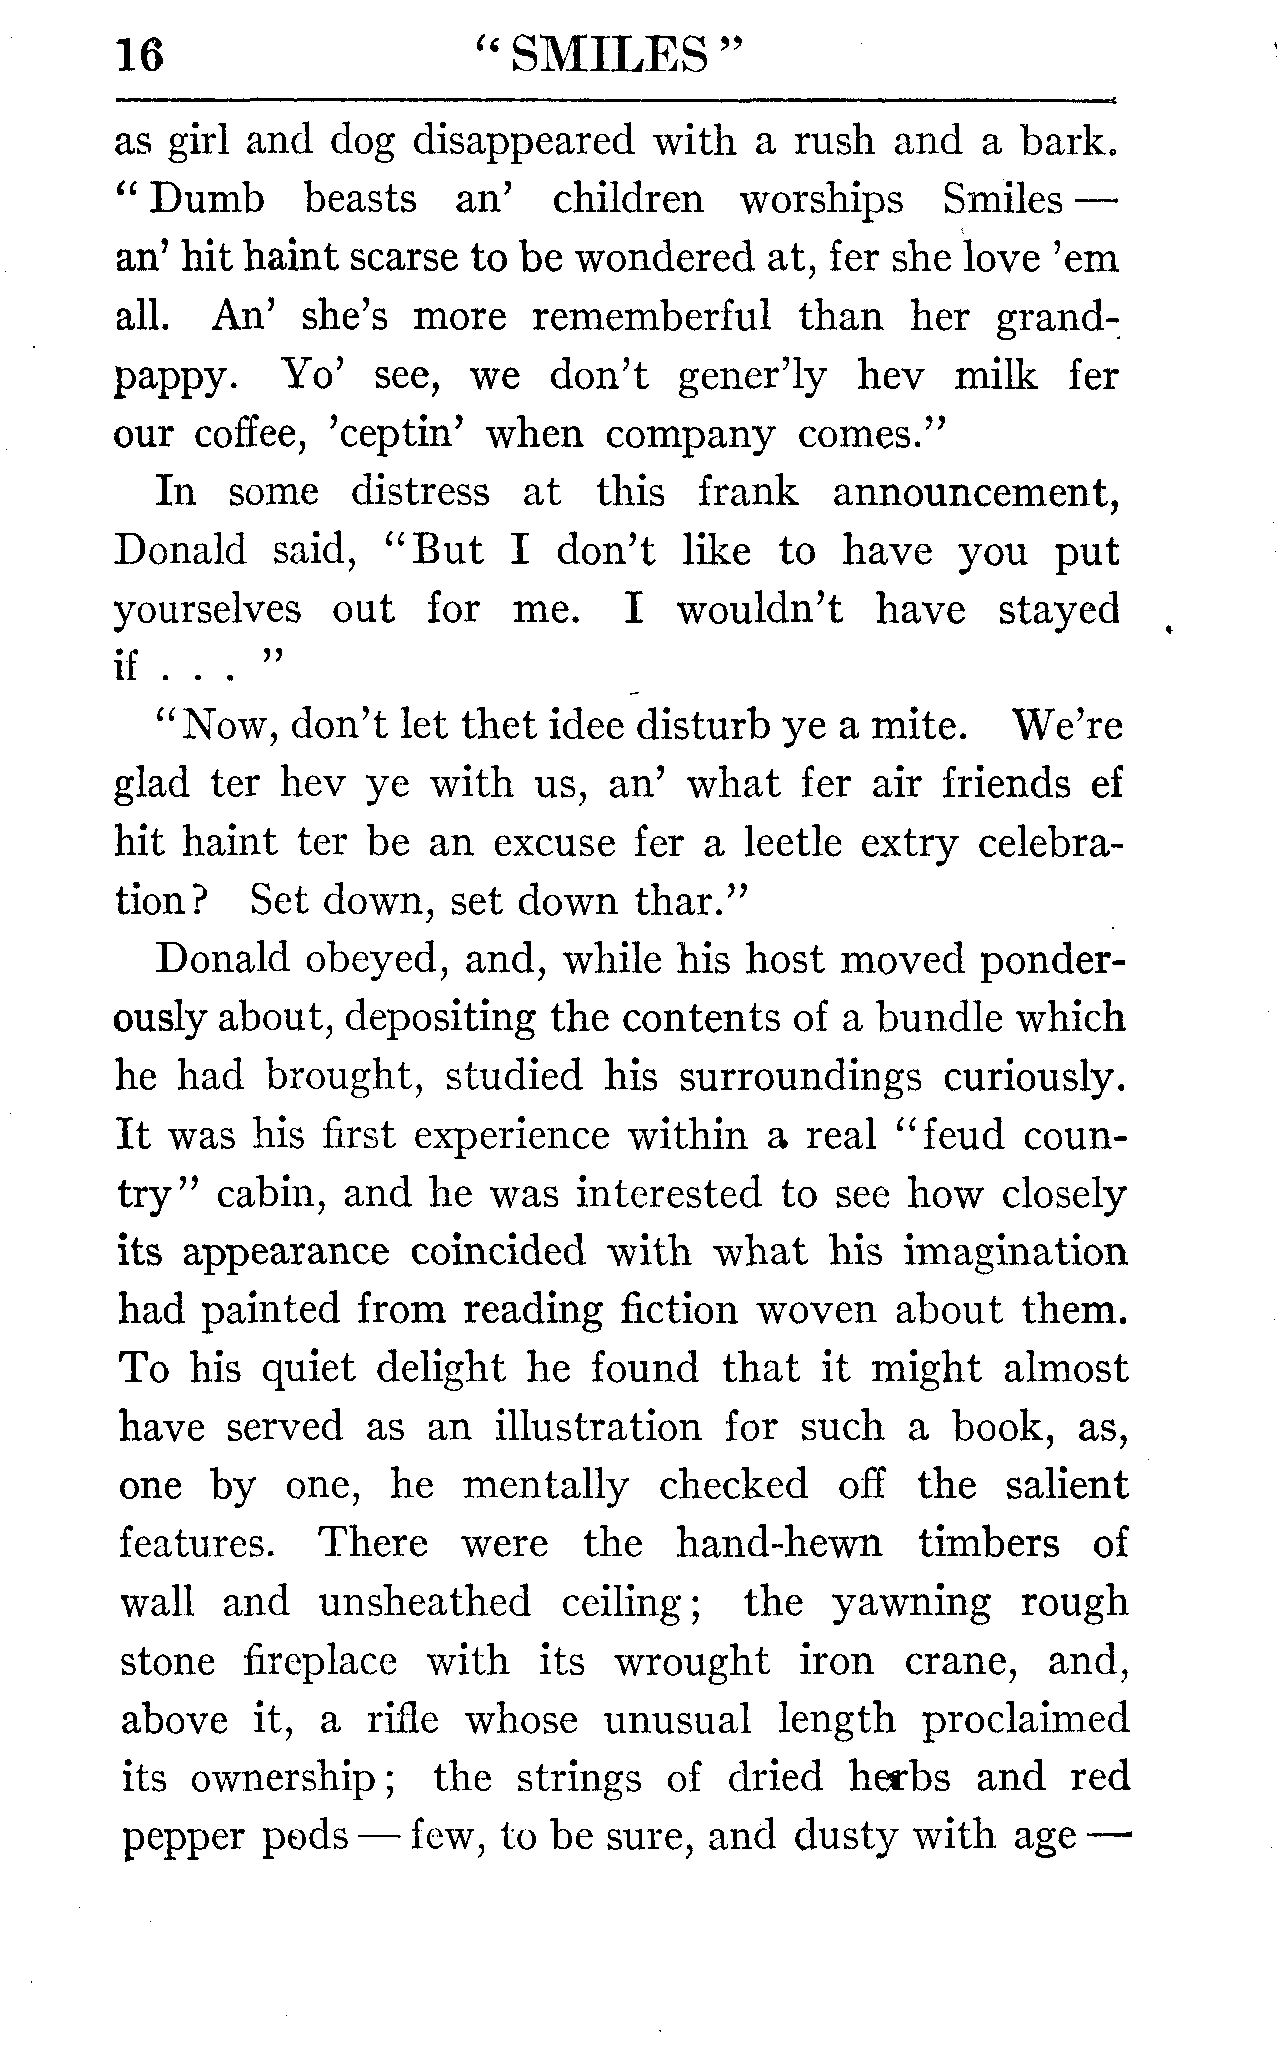 16 “ SMILES ”
as girl and dog disappeared with a rush and a bark.
“ Dumb beasts an’ children worships Smiles —
an’ hit haint scarse to be wondered at, fer she love ’em
all. An’ she’s more rememberful than her grand-
pappy. Yo’ see, we don’t gener’ly hev milk fer
our coffee, ’ceptin’ when company comes.”
In some distress at this frank announcement,
Donald said, “But I don’t like to have you put
yourselves out for me. I wouldn’t have stayed
if . . . ”
“Now, don’t let thet idee disturb ye a mite. We’re
glad ter hev ye with us, an’ what fer air friends ef
hit haint ter be an excuse fer a leetle extry celebra-
tion? Set down, set down thar.”
Donald obeyed, and, while his host moved ponder-
ously about, depositing the contents of a bundle which
he had brought, studied his surroundings curiously.
It was his first experience within a real “feud coun-
try” cabin, and he was interested to see how closely
its appearance coincided with what his imagination
had painted from reading fiction woven about them.
To his quiet delight he found that it might almost
have served as an illustration for such a book, as,
one by one, he mentally checked off the salient
features. There were the hand-hewn timbers of
wall and unsheathed ceiling; the yawning rough
stone fireplace with its wrought iron crane, and,
above it, a rifle whose unusual length proclaimed
its ownership; the strings of dried herbs and red
pepper pods — few, to be sure, and dusty with age —